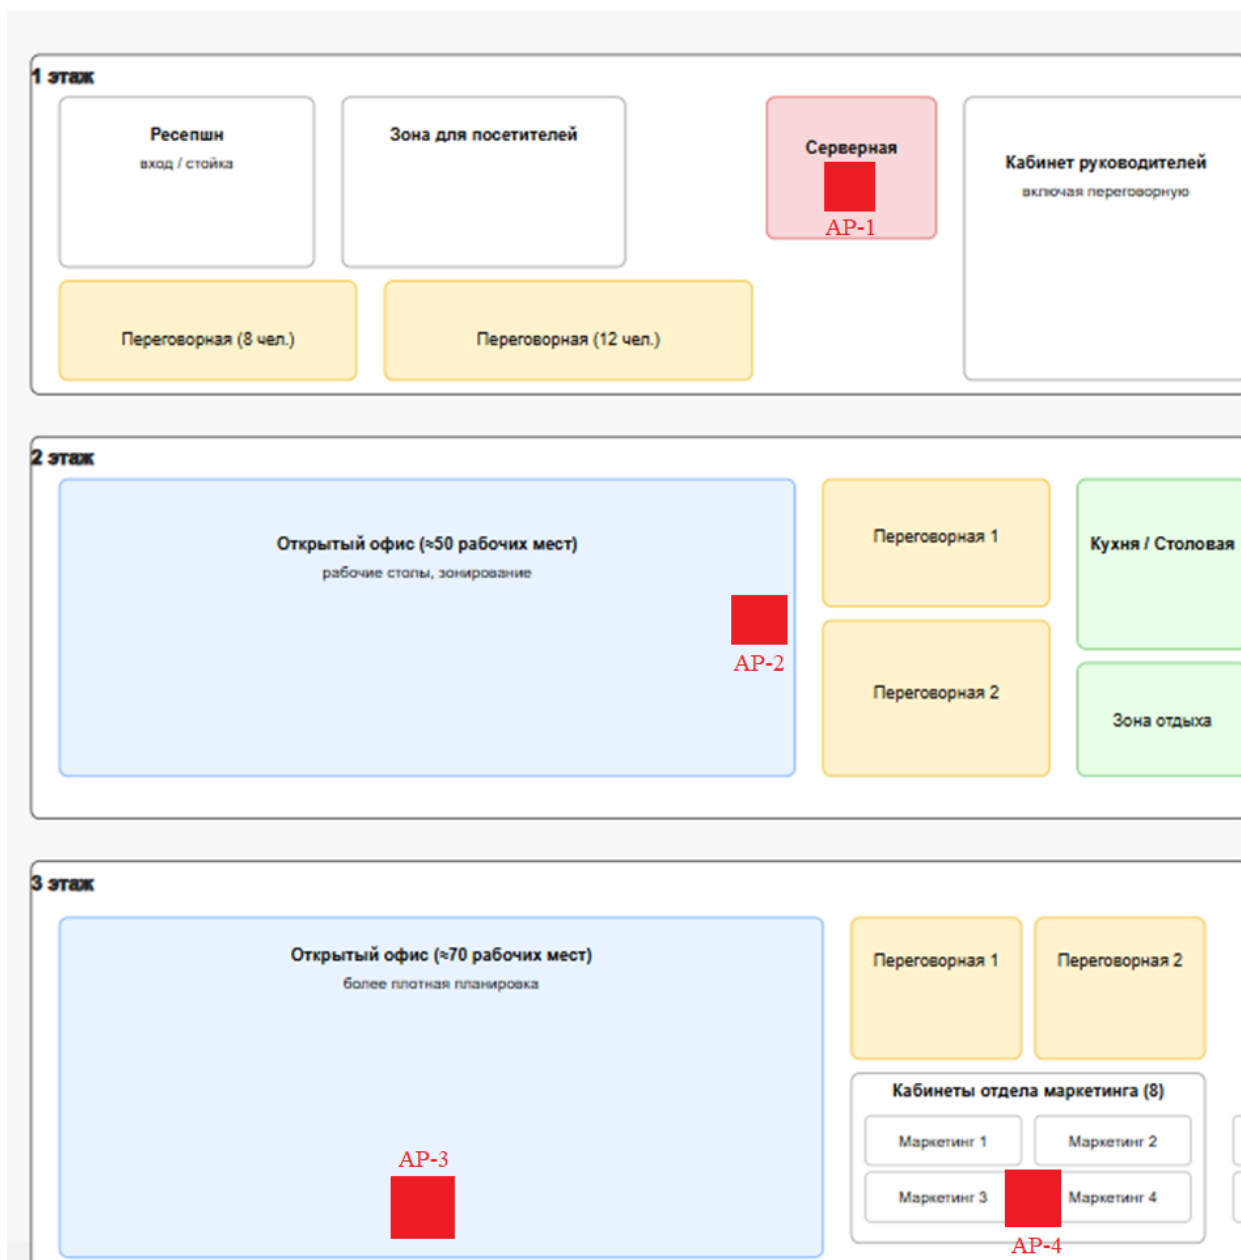 1 этаж
Ресепшн
вход / стойка
Зона для посетителей
Серверная
AP-1
Кабинет руководителей
включая переговорную
Переговорная (8 чел.)
Переговорная (12 чел.)
2 этаж
Открытый офис (≈50 рабочих мест)
рабочие столы, зонирование
AP-2
Переговорная 1
Переговорная 2
Кухня / Столовая
Зона отдыха
3 этаж
Открытый офис (≈70 рабочих мест)
более плотная планировка
AP-3
Переговорная 1
Переговорная 2
Кабинеты отдела маркетинга (8)
Маркетинг 1
Маркетинг 2
Маркетинг 3
Маркетинг 4
AP-4